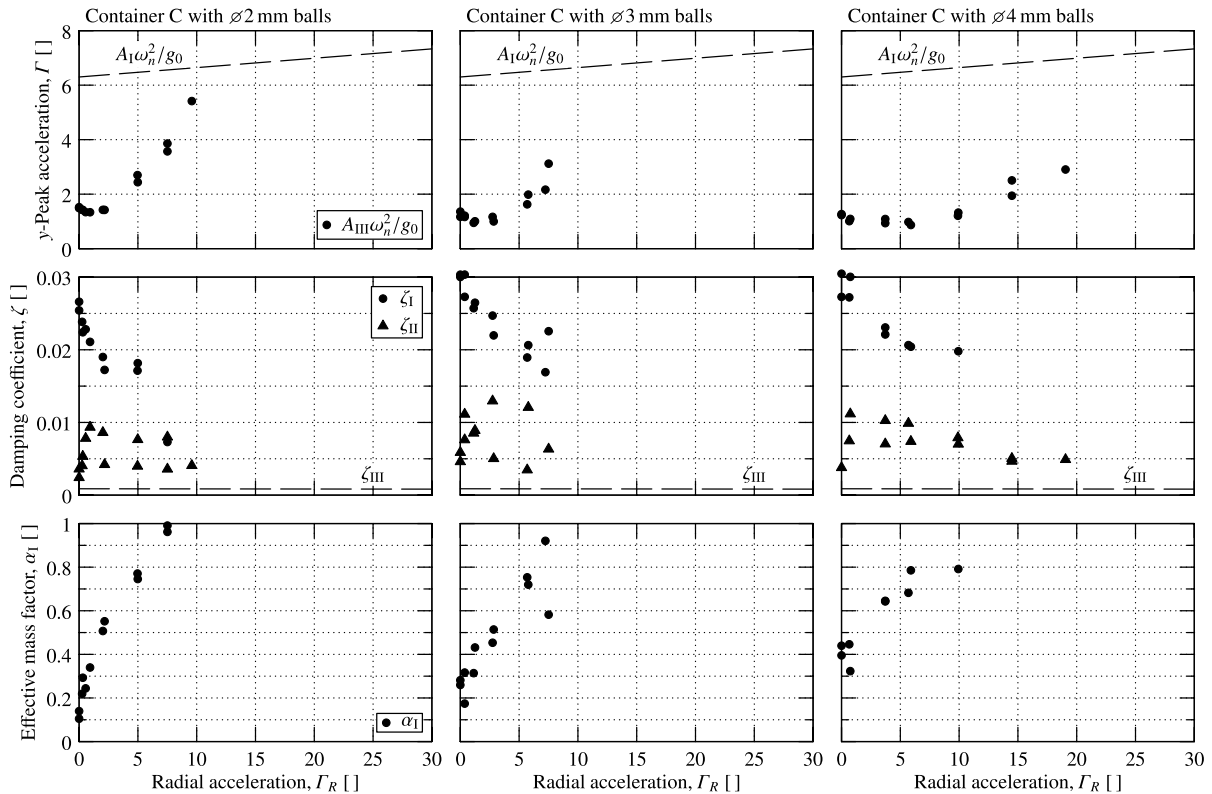 Container C with ⌀2 mm balls
Container C with ⌀3 mm balls
Container C with ⌀4 mm balls
y-Peak acceleration, Γ [ ]
8
6
4
2
0
A_I ω_n^2/g_0
A_III ω_n^2/g_0
A_I ω_n^2/g_0
A_I ω_n^2/g_0
Damping coefficient, ζ [ ]
0.03
0.02
0.01
0
ζ_I
ζ_II
ζ_III
ζ_III
ζ_III
Effective mass factor, α_I [ ]
1
0.8
0.6
0.4
0.2
0
α_I
0 5 10 15 20 25 30
0 5 10 15 20 25 30
0 5 10 15 20 25 30
Radial acceleration, Γ_R [ ]
Radial acceleration, Γ_R [ ]
Radial acceleration, Γ_R [ ]